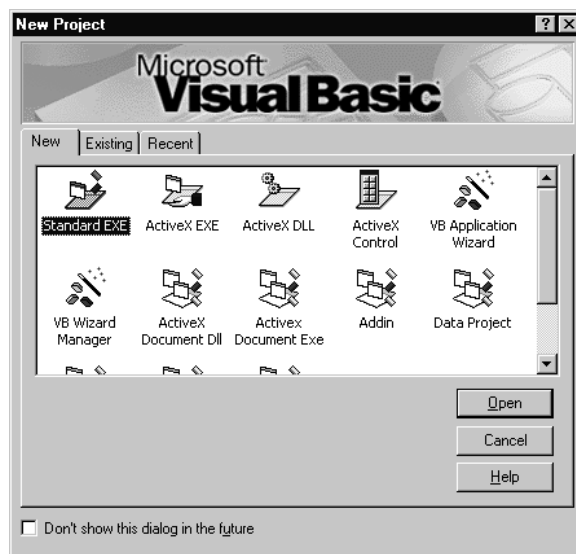 New Project
Microsoft
Visual Basic
New Existing Recent
Standard EXE ActiveX EXE ActiveX DLL ActiveX Control VB Application Wizard
VB Wizard Manager ActiveX Document Dll Activex Document Exe Addin Data Project
Open
Cancel
Help
Don't show this dialog in the future